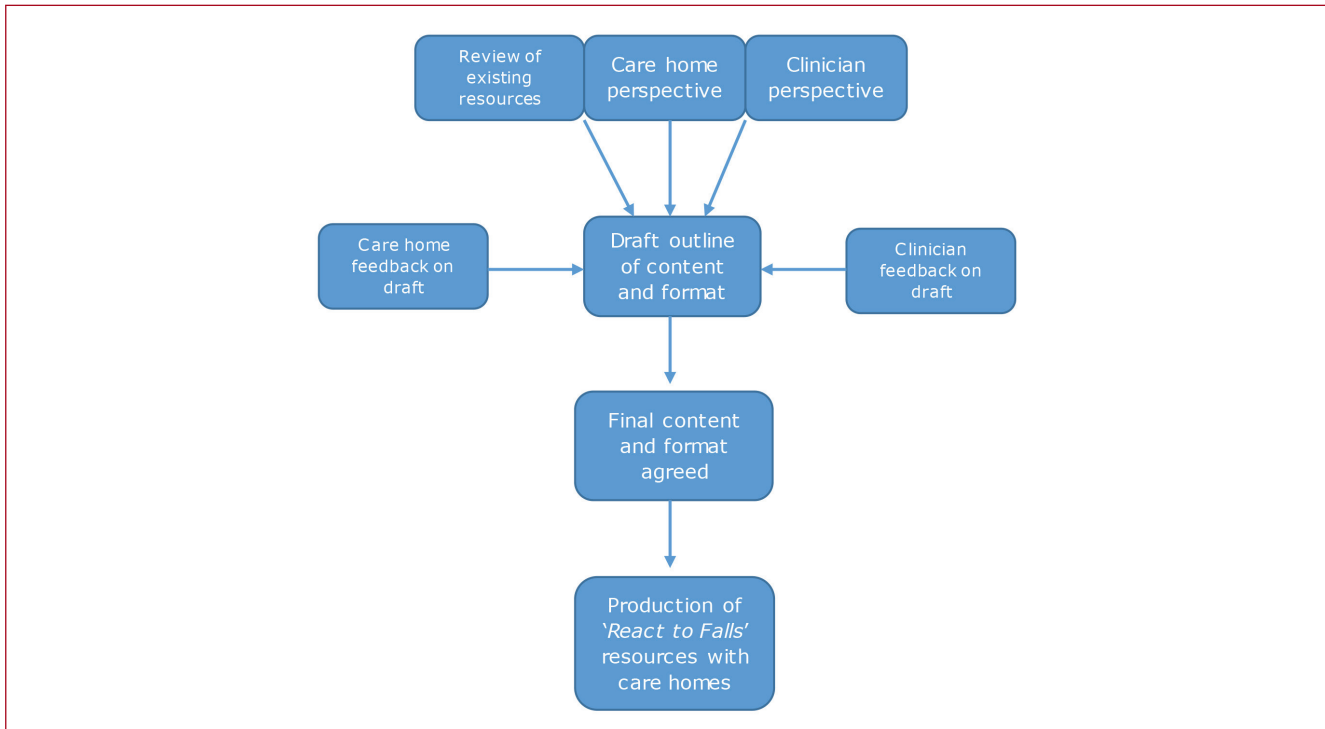 Review of
existing
resources
Care home
perspective
Clinician
perspective
Care home
feedback on
draft
Draft outline
of content
and format
Clinician
feedback on
draft
Final content
and format
agreed
Production of
‘React to Falls’
resources with
care homes